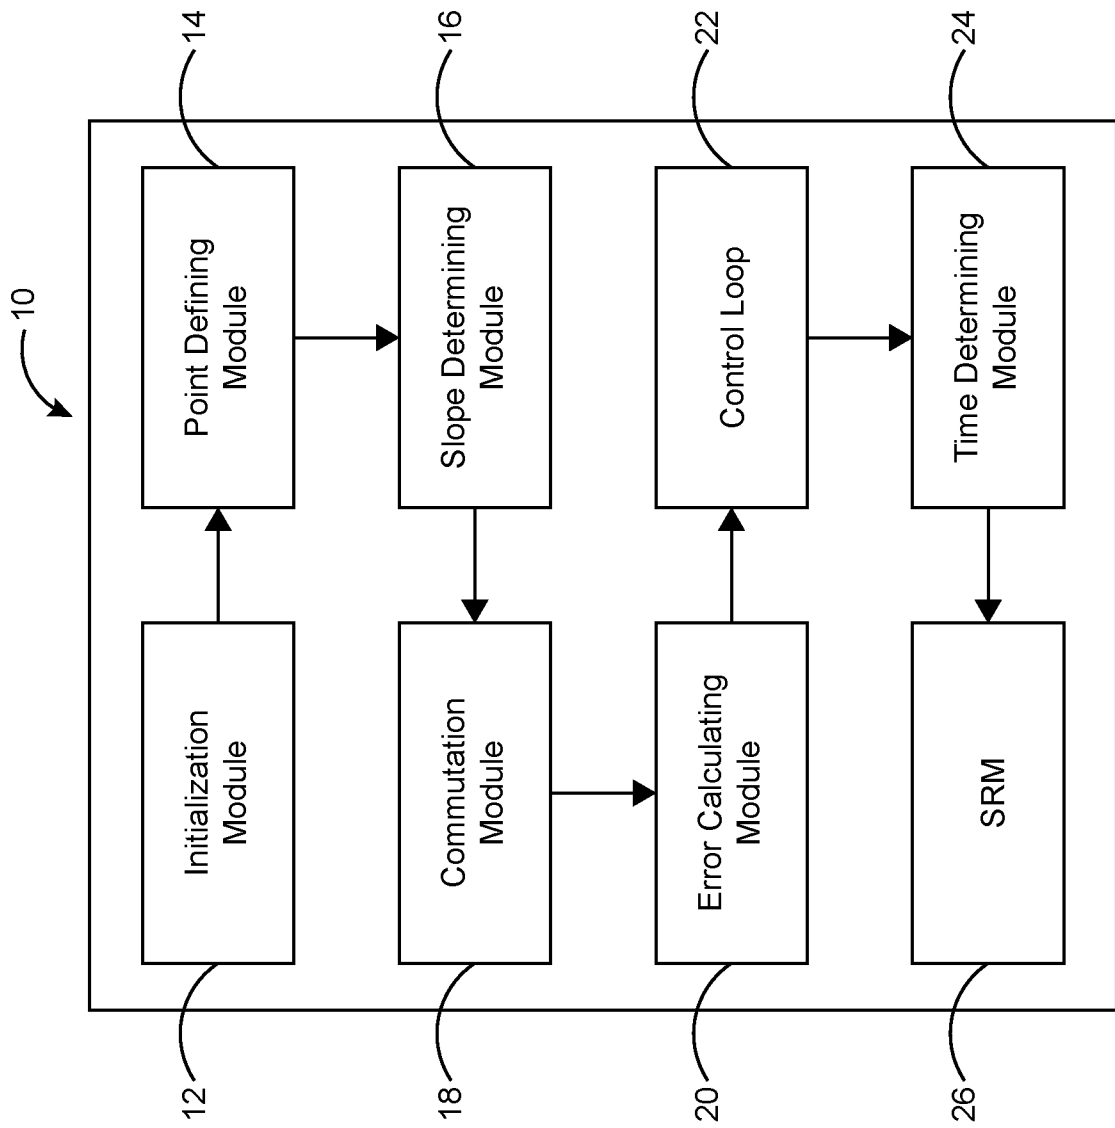 10
12
Initialization
Module
14
Point Defining
Module
18
Commutation
Module
16
Slope Determining
Module
20
Error Calculating
Module
22
Control Loop
26
SRM
24
Time Determining
Module